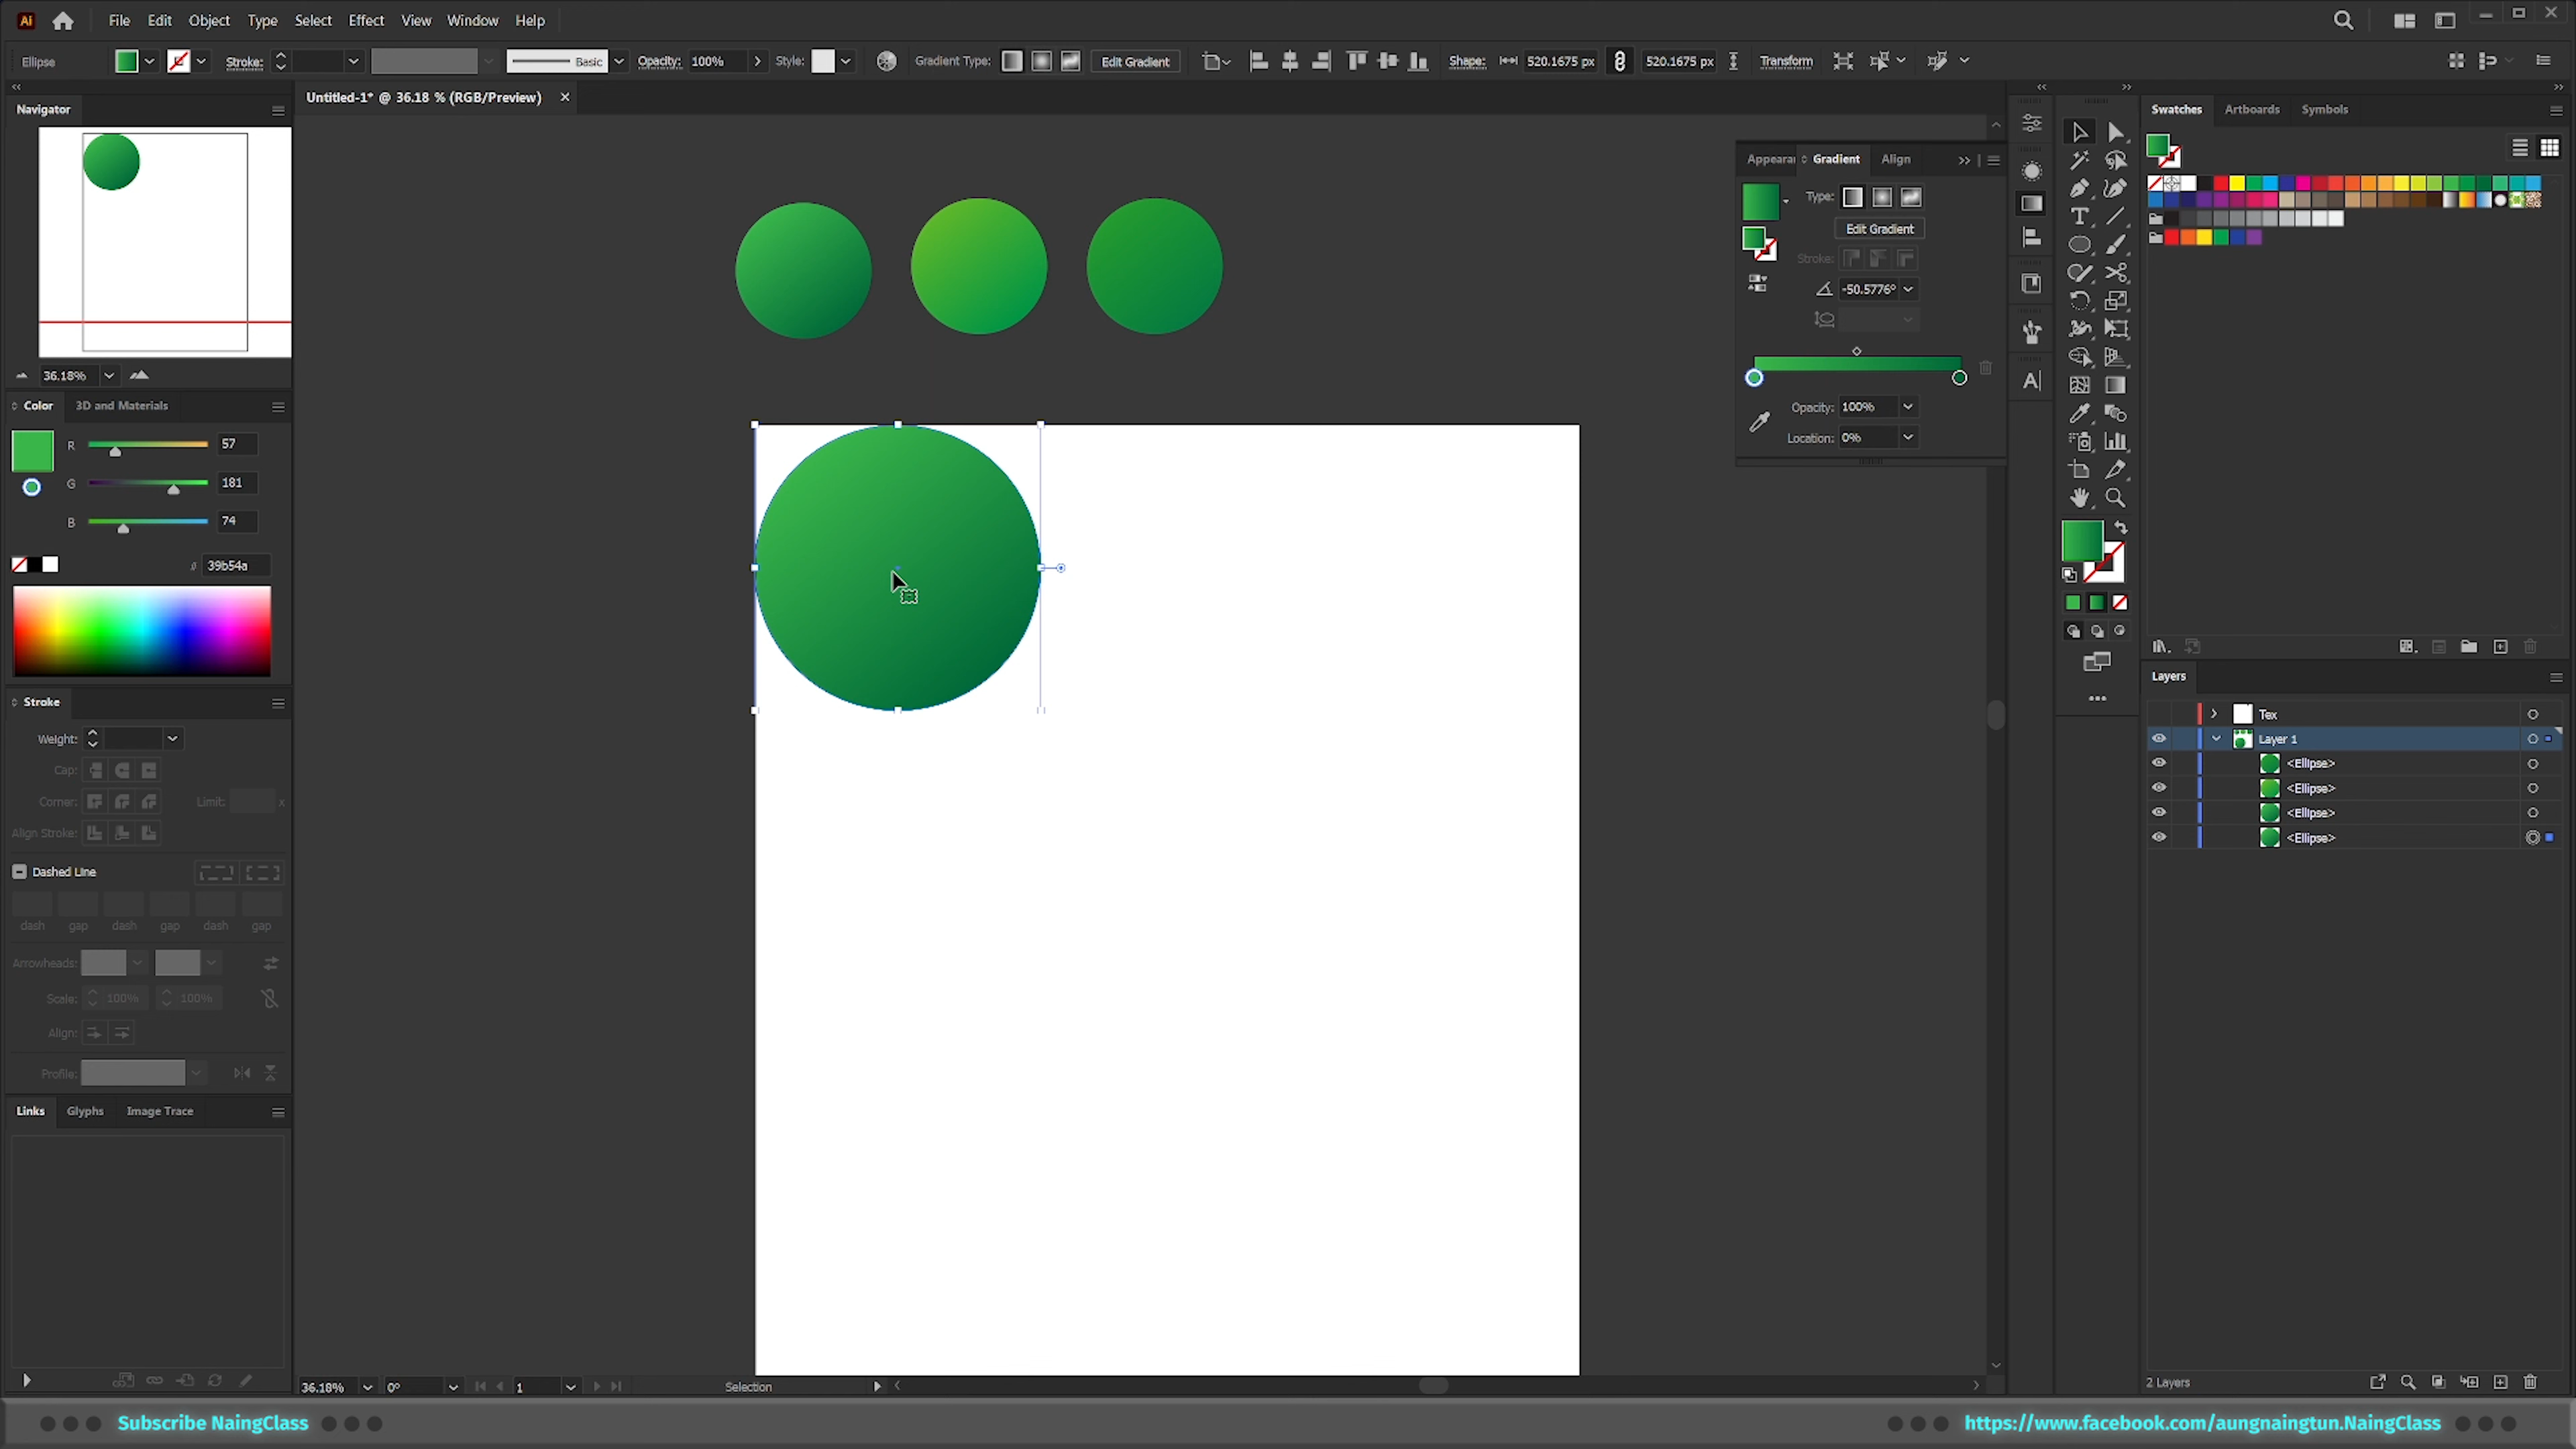 Ai File Edit Object Type Select Effect View Window Help
Ellipse Stroke: Basic Opacity: 100% Style: Gradient Type: Edit Gradient Shape: 520.1675 px 520.1675 px Transform
Untitled-1* @ 36.18 % (RGB/Preview)
Navigator
36.18%
Color 3D and Materials
R 57
G 181
B 74
# 39b54a
Stroke
Weight:
Cap:
Corner: Limit: x
Align Stroke:
Dashed Line
dash gap dash gap dash gap
Arrowheads:
Scale: 100% 100%
Align:
Profile:
Links Glyphs Image Trace
36.18% 0° 1 Selection
Appeara Gradient Align
Type:
Edit Gradient
Stroke:
-50.5776°
Opacity: 100%
Location: 0%
Swatches Artboards Symbols
Layers
Tex
Layer 1
<Ellipse>
<Ellipse>
<Ellipse>
<Ellipse>
2 Layers
Subscribe NaingClass
https://www.facebook.com/aungnaingtun.NaingClass